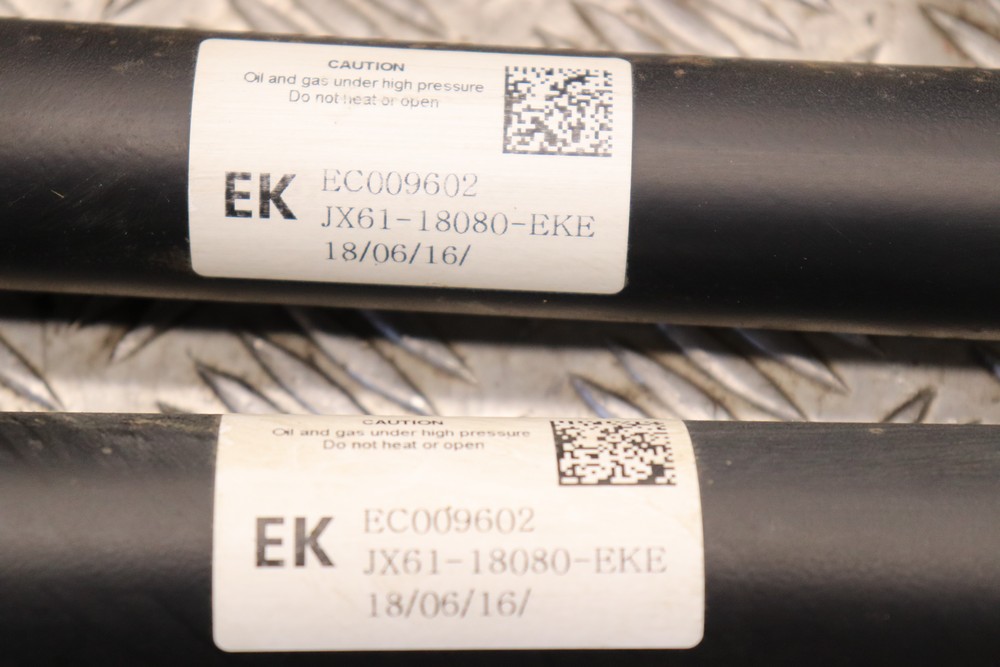 CAUTION
Oil and gas under high pressure
Do not heat or open
EK
EC009602
JX61-18080-EKE
18/06/16/
CAUTION
Oil and gas under high pressure
Do not heat or open
EK
EC009602
JX61-18080-EKE
18/06/16/